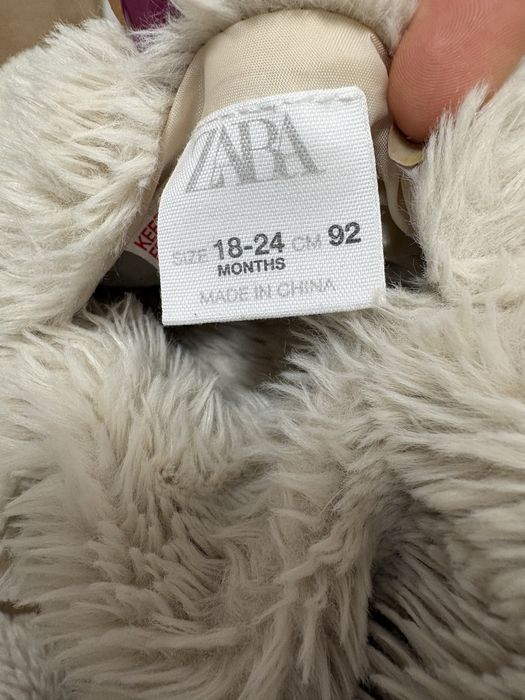 ZARA
SIZE 18-24 CM 92
MONTHS
MADE IN CHINA